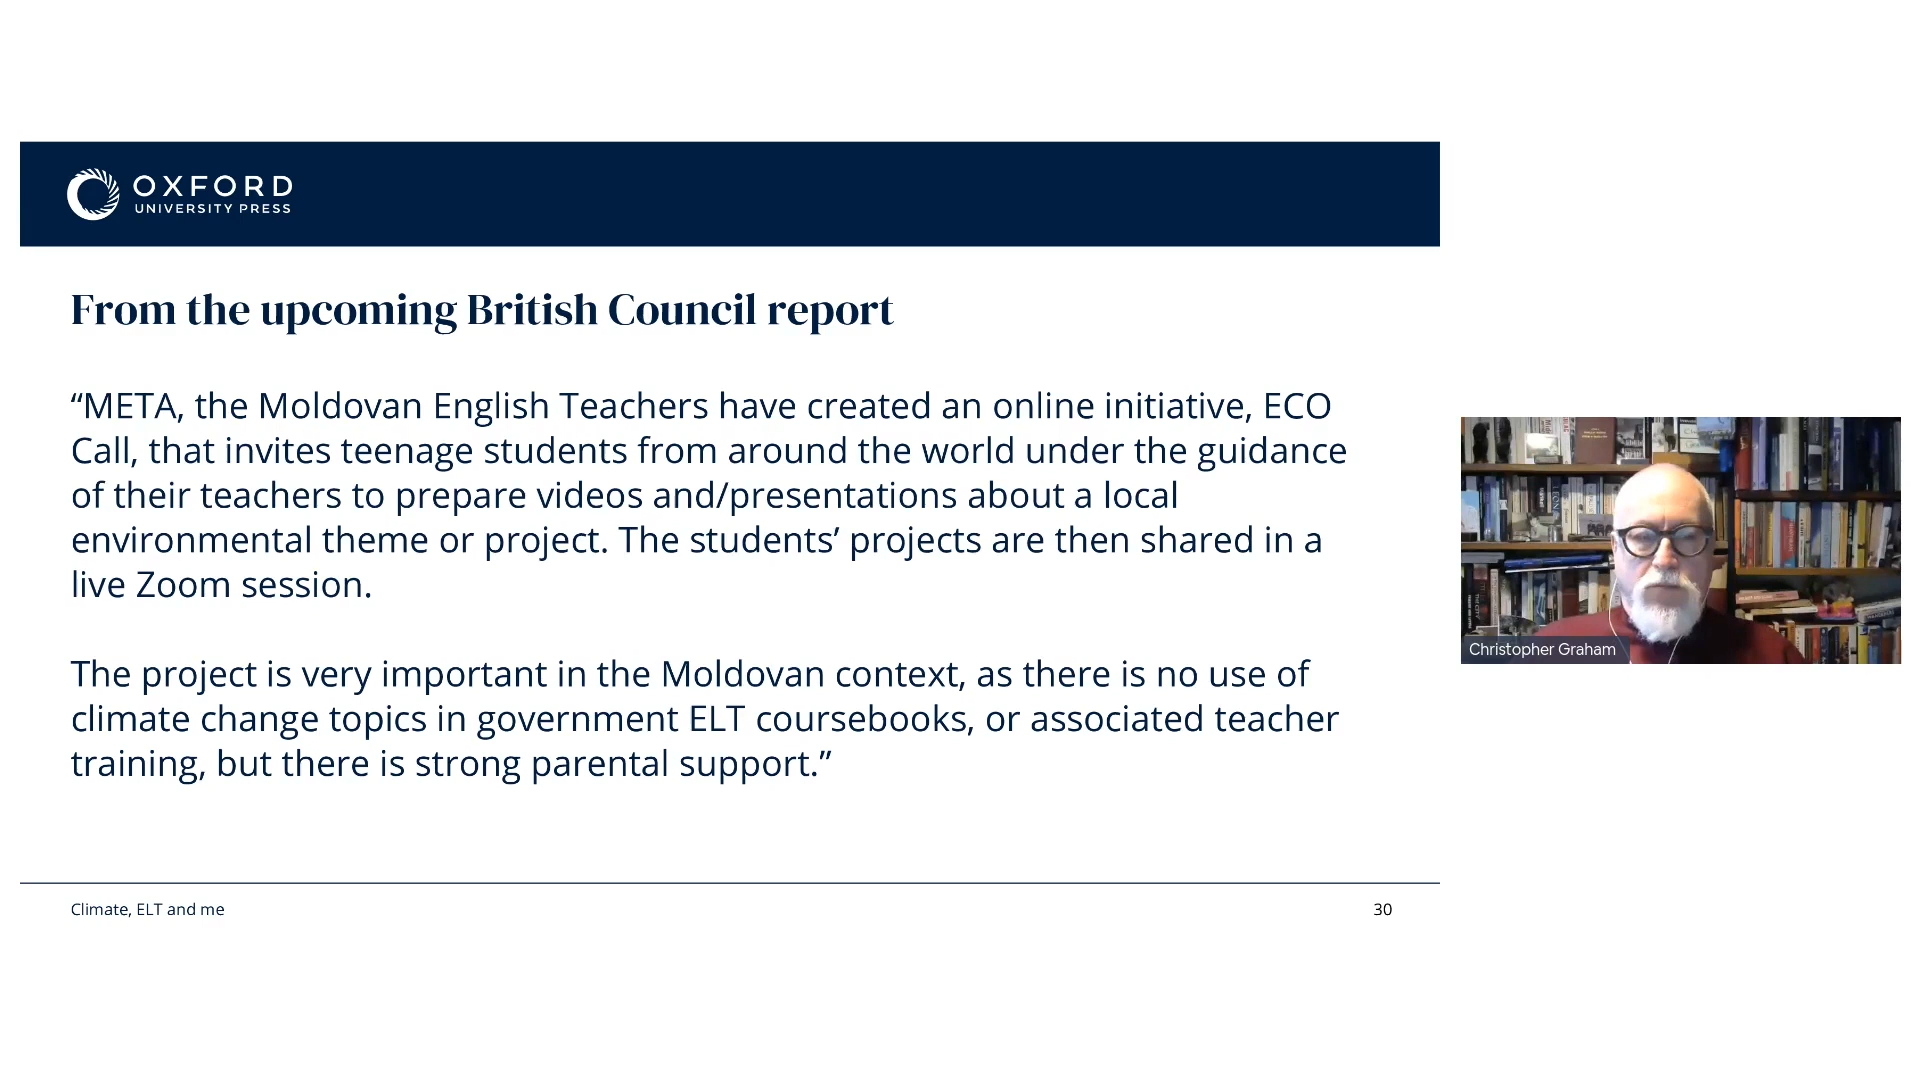 OXFORD
UNIVERSITY PRESS
From the upcoming British Council report
“META, the Moldovan English Teachers have created an online initiative, ECO
Call, that invites teenage students from around the world under the guidance
of their teachers to prepare videos and/presentations about a local
environmental theme or project. The students’ projects are then shared in a
live Zoom session.
The project is very important in the Moldovan context, as there is no use of
climate change topics in government ELT coursebooks, or associated teacher
training, but there is strong parental support.”
Christopher Graham
Climate, ELT and me
30